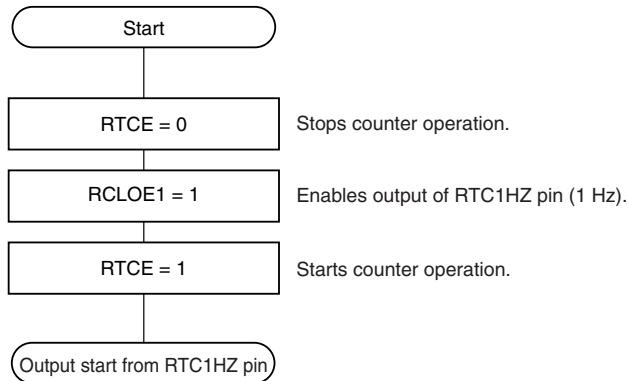 Start
RTCE = 0
Stops counter operation.
RCLOE1 = 1
Enables output of RTC1HZ pin (1 Hz).
RTCE = 1
Starts counter operation.
Output start from RTC1HZ pin